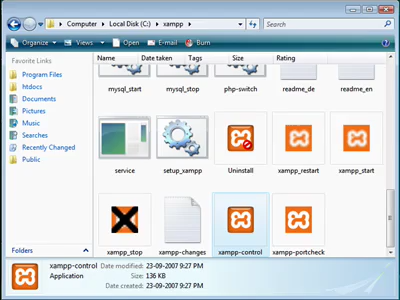 Computer Local Disk (C:) xampp
Search
Organize Views Open E-mail Burn
Favorite Links
Program Files
htdocs
Documents
Pictures
Music
Searches
Recently Changed
Public
Folders
Name Date taken Tags Size Rating
mysql_start mysql_stop php-switch readme_de readme_en
service setup_xampp Uninstall xampp_restart xampp_start
xampp_stop xampp-changes xampp-control xampp-portcheck
xampp-control Date modified: 23-09-2007 9:27 PM
Application Size: 136 KB
Date created: 23-09-2007 9:27 PM